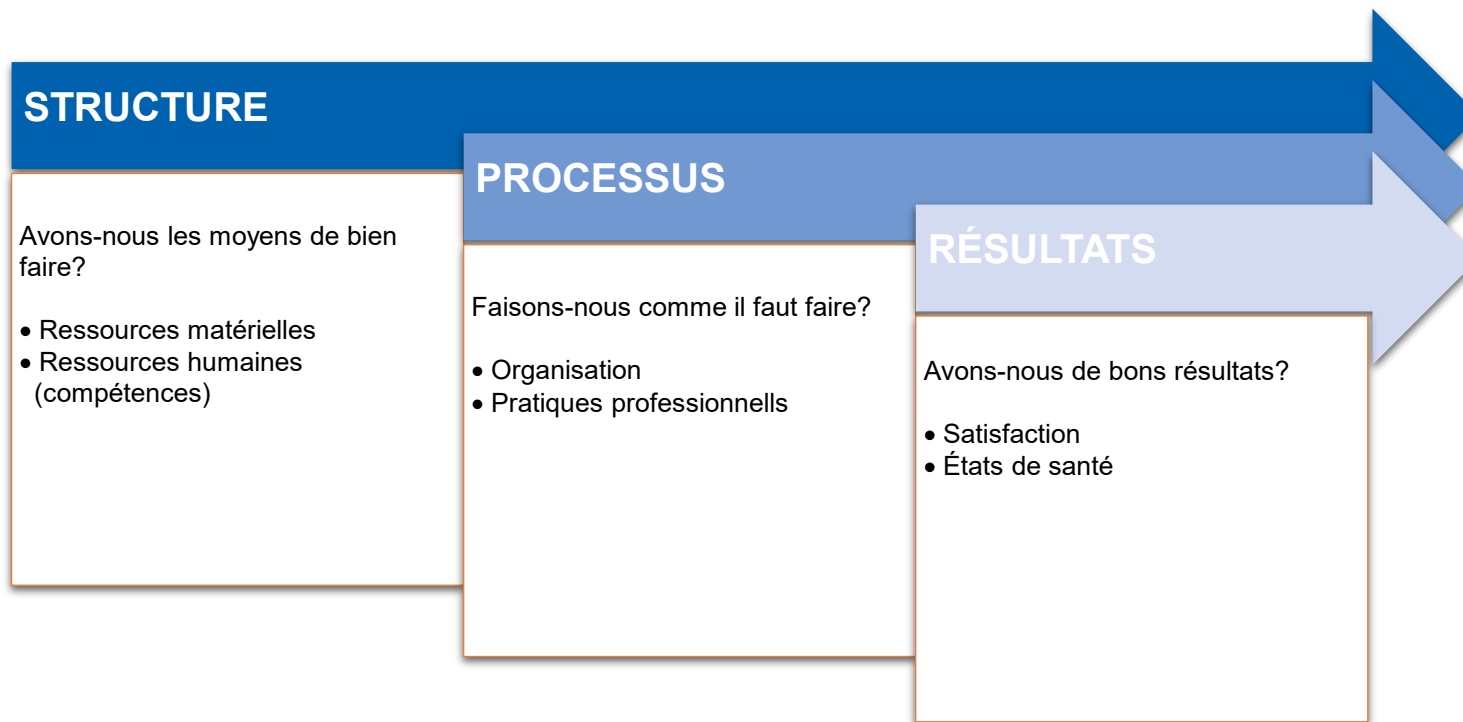 STRUCTURE
Avons-nous les moyens de bien
faire?
• Ressources matérielles
• Ressources humaines
(compétences)
PROCESSUS
Faisons-nous comme il faut faire?
• Organisation
• Pratiques professionnells
RÉSULTATS
Avons-nous de bons résultats?
• Satisfaction
• États de santé